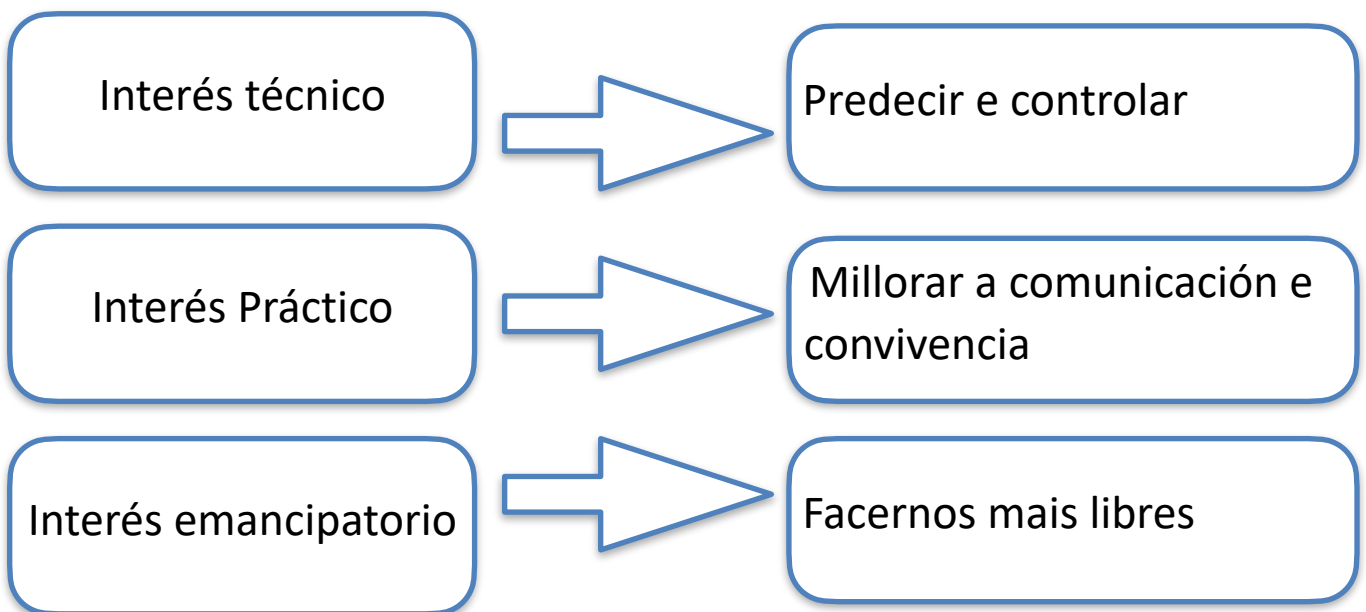 Interés técnico
Predecir e controlar
Interés Práctico
Millorar a comunicación e
convivencia
Interés emancipatorio
Facernos mais libres